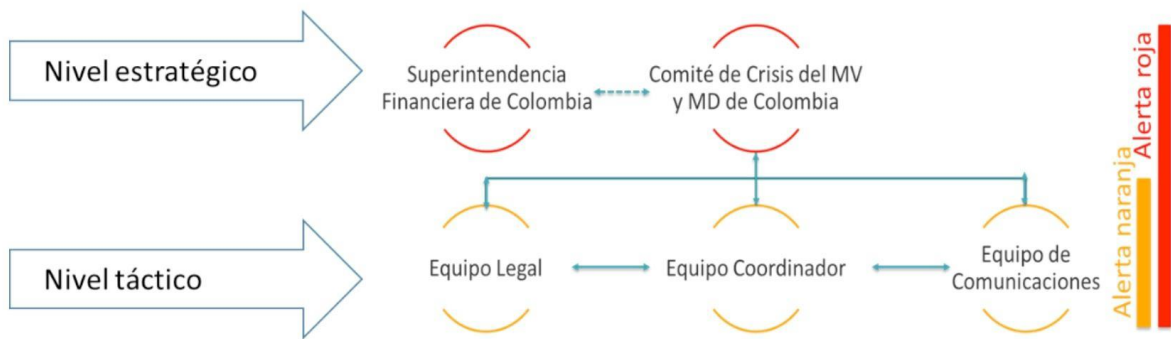 Nivel estratégico
Superintendencia
Financiera de Colombia
Comité de Crisis del MV
y MD de Colombia
Alerta roja
Nivel táctico
Equipo Legal
Equipo Coordinador
Equipo de
Comunicaciones
Alerta naranja